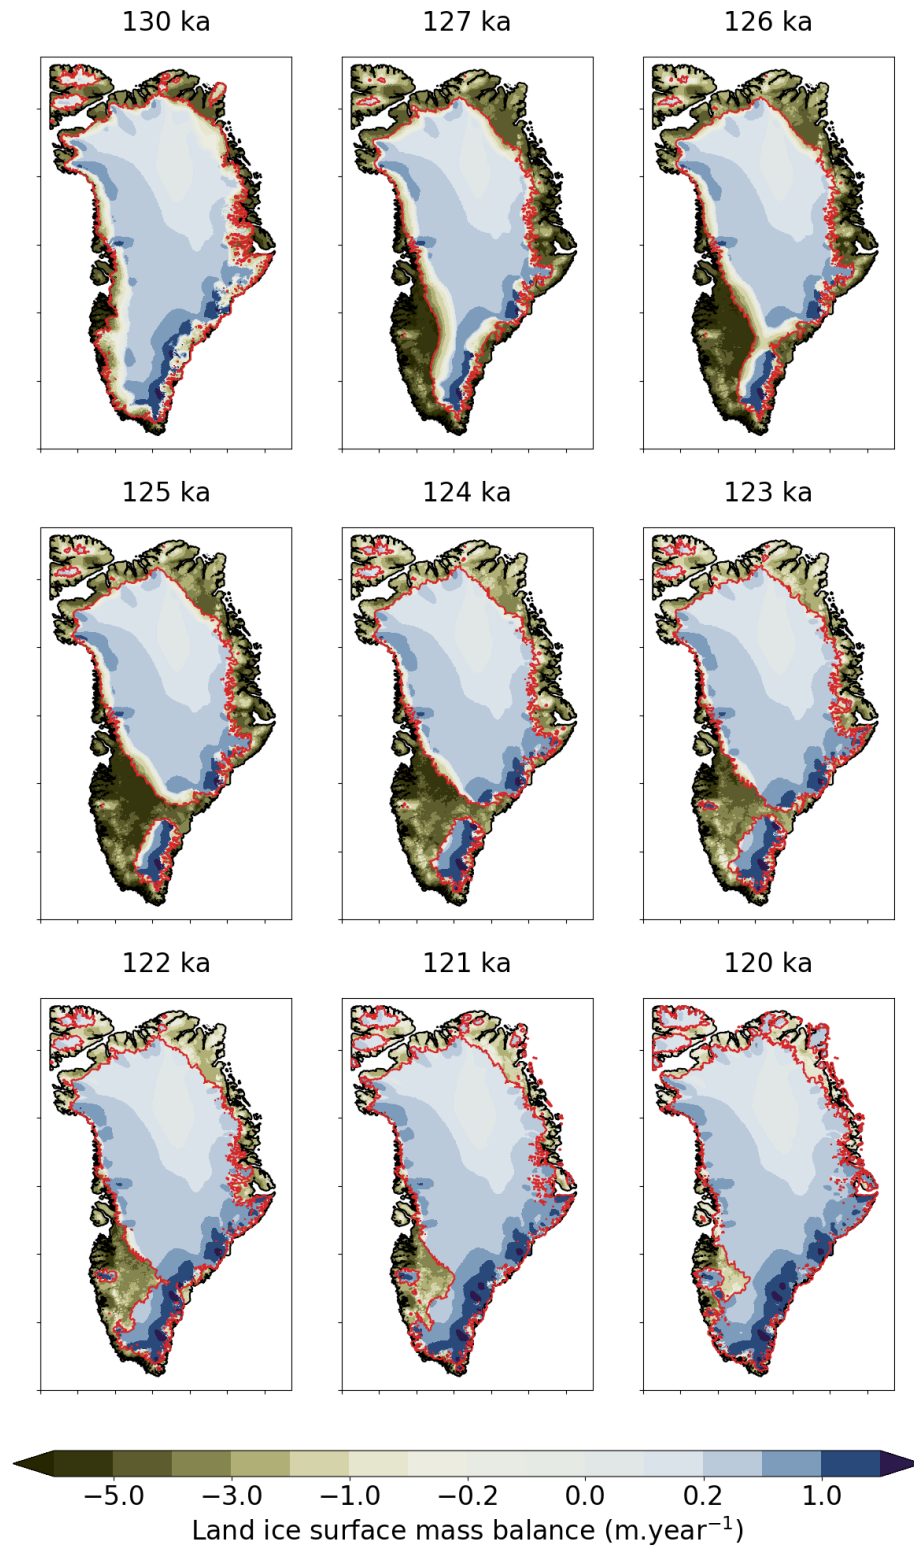 130 ka 127 ka 126 ka
125 ka 124 ka 123 ka
122 ka 121 ka 120 ka
−5.0 −3.0 −1.0 −0.2 0.0 0.2 1.0
Land ice surface mass balance (m.year⁻¹)